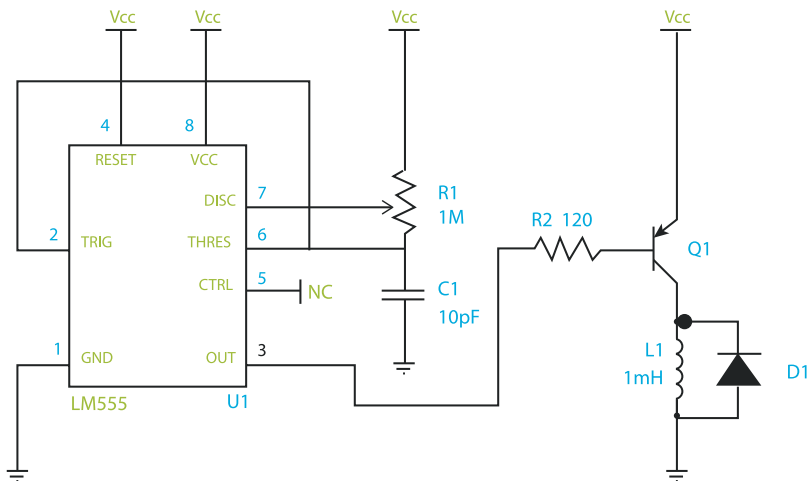 Vcc Vcc Vcc Vcc
4 8
RESET VCC
DISC 7
R1
1M
2 TRIG
THRES 6
R2 120
Q1
CTRL 5
NC
C1
10pF
1 GND
OUT 3
L1
1mH
D1
LM555 U1